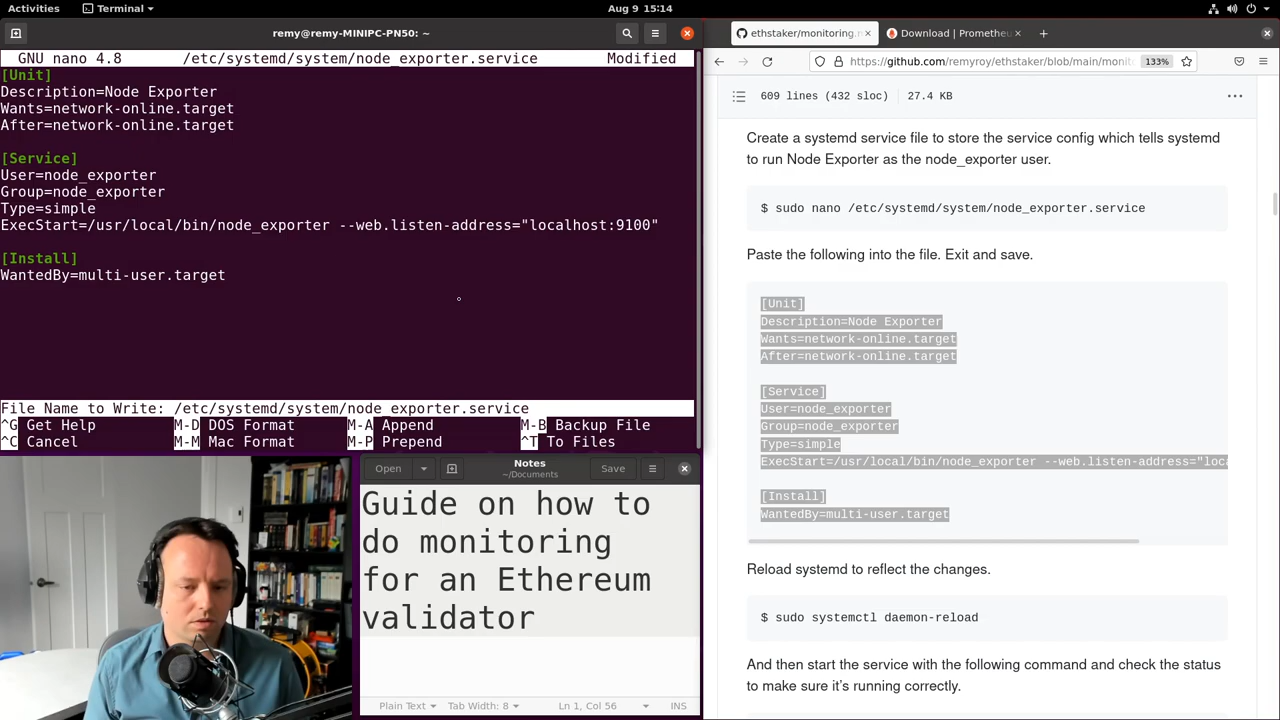 Activities
Terminal
Aug 9 15:14
remy@remy-MINIPC-PN50: ~
GNU nano 4.8 /etc/systemd/system/node_exporter.service Modified
[Unit]
Description=Node Exporter
Wants=network-online.target
After=network-online.target
[Service]
User=node_exporter
Group=node_exporter
Type=simple
ExecStart=/usr/local/bin/node_exporter --web.listen-address="localhost:9100"
[Install]
WantedBy=multi-user.target
File Name to Write: /etc/systemd/system/node_exporter.service
^G Get Help M-D DOS Format M-A Append M-B Backup File
^C Cancel M-M Mac Format M-P Prepend ^T To Files
Open
Notes
~/Documents
Save
Guide on how to
do monitoring
for an Ethereum
validator
Plain Text Tab Width: 8 Ln 1, Col 56 INS
ethstaker/monitoring.m
Download | Prometheu
https://github.com/remyroy/ethstaker/blob/main/monit
133%
609 lines (432 sloc) 27.4 KB
Create a systemd service file to store the service config which tells systemd
to run Node Exporter as the node_exporter user.
$ sudo nano /etc/systemd/system/node_exporter.service
Paste the following into the file. Exit and save.
[Unit]
Description=Node Exporter
Wants=network-online.target
After=network-online.target
[Service]
User=node_exporter
Group=node_exporter
Type=simple
ExecStart=/usr/local/bin/node_exporter --web.listen-address="loca
[Install]
WantedBy=multi-user.target
Reload systemd to reflect the changes.
$ sudo systemctl daemon-reload
And then start the service with the following command and check the status
to make sure it's running correctly.